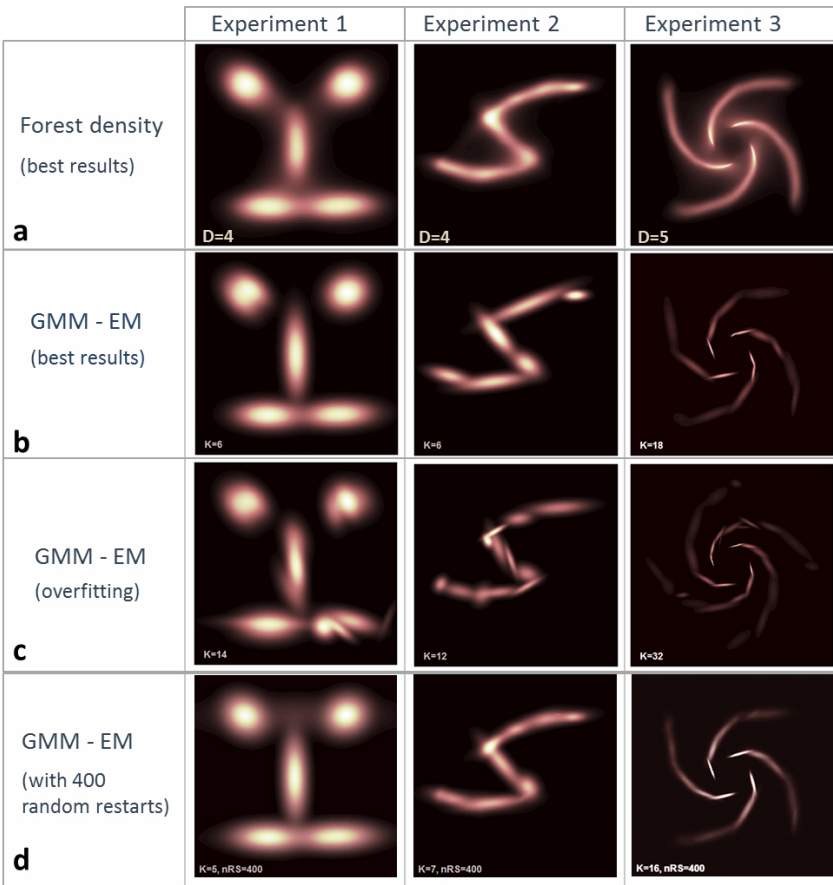 Experiment 1
Experiment 2
Experiment 3
Forest density
(best results)
a
D=4
D=4
D=5
GMM - EM
(best results)
b
K=6
K=6
K=18
GMM - EM
(overfitting)
c
K=14
K=12
K=32
GMM - EM
(with 400
random restarts)
d
K=5, nRS=400
K=7, nRS=400
K=16, nRS=400